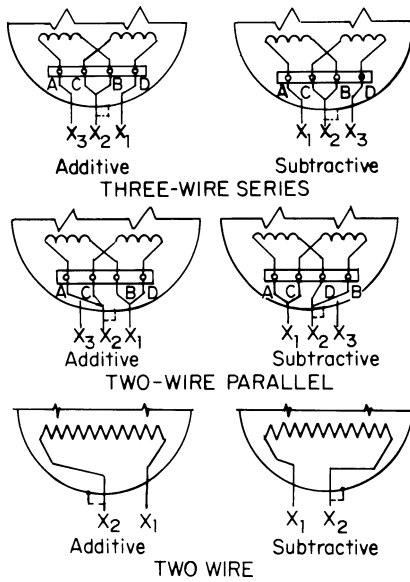 A C B D A C B D
X3 X2 X1 X1 X2 X3
Additive Subtractive
THREE-WIRE SERIES
A C B D A C D B
X3 X2 X1 X1 X2 X3
Additive Subtractive
TWO-WIRE PARALLEL
X2 X1 X1 X2
Additive Subtractive
TWO WIRE